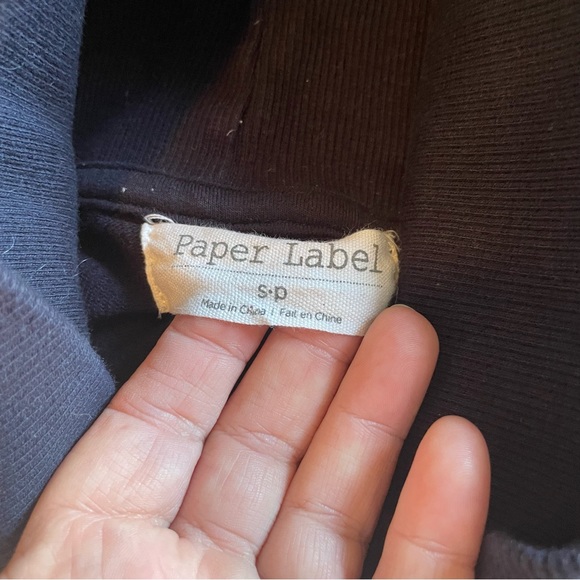 Paper Label
s•p
Made in China | Fait en Chine